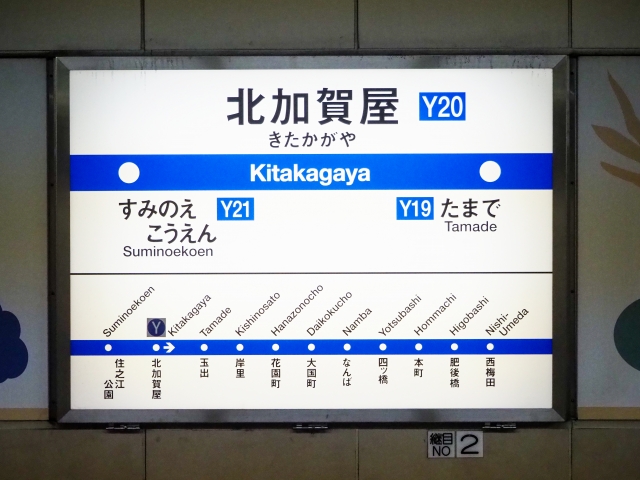 北加賀屋 Y20
きたかがや
Kitakagaya
すみのえ こうえん Y21
Suminoekoen
Y19 たまで
Tamade
Suminoekoen Kitakagaya Tamade Kishinosato Hanazonocho Daikokucho Namba Yotsubashi Hommachi Higobashi Nishi-Umeda
Y
住之江公園 北加賀屋 玉出 岸里 花園町 大国町 なんば 四ツ橋 本町 肥後橋 西梅田
継目
NO 2